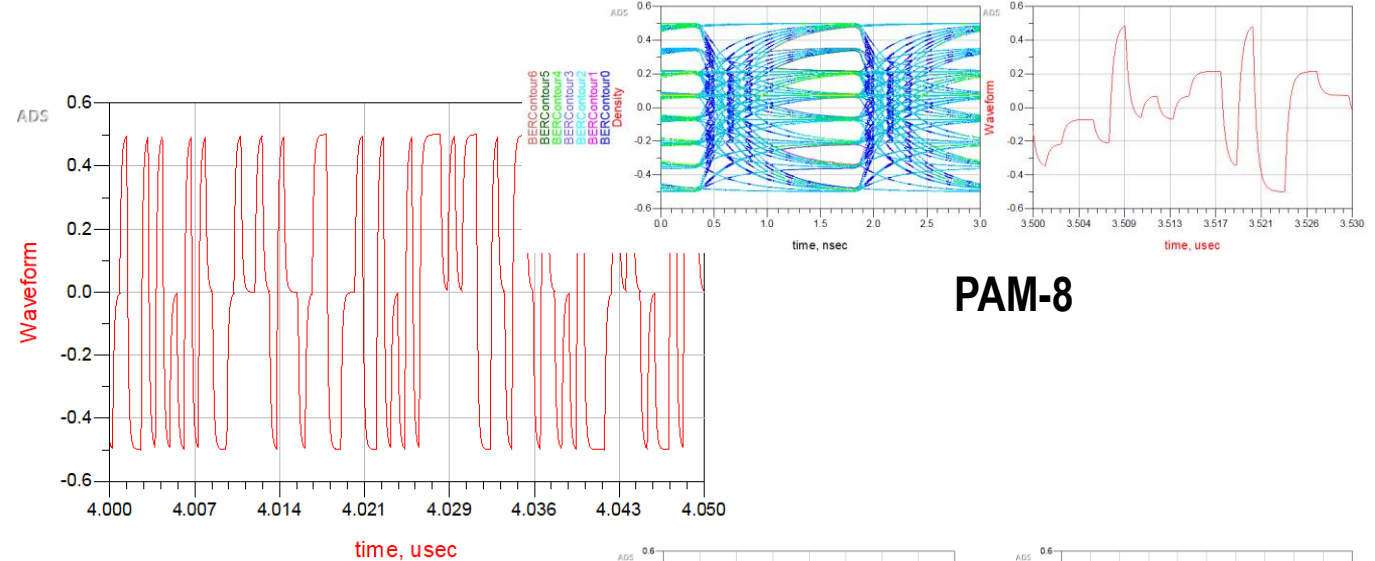 ADS
0.6
0.4
0.2
0.0
-0.2
-0.4
-0.6
Waveform
4.000 4.007 4.014 4.021 4.029 4.036 4.043 4.050
time, usec
BERContour6
BERContour5
BERContour4
BERContour3
BERContour2
BERContour1
BERContour0
Density
ADS
0.6
0.4
0.2
0.0
-0.2
-0.4
-0.6
0.0 0.5 1.0 1.5 2.0 2.5 3.0
time, nsec
ADS
0.6
0.4
0.2
0.0
-0.2
-0.4
-0.6
Waveform
3.500 3.504 3.509 3.513 3.517 3.521 3.526 3.530
time, usec
PAM-8
ADS
0.6
ADS
0.6